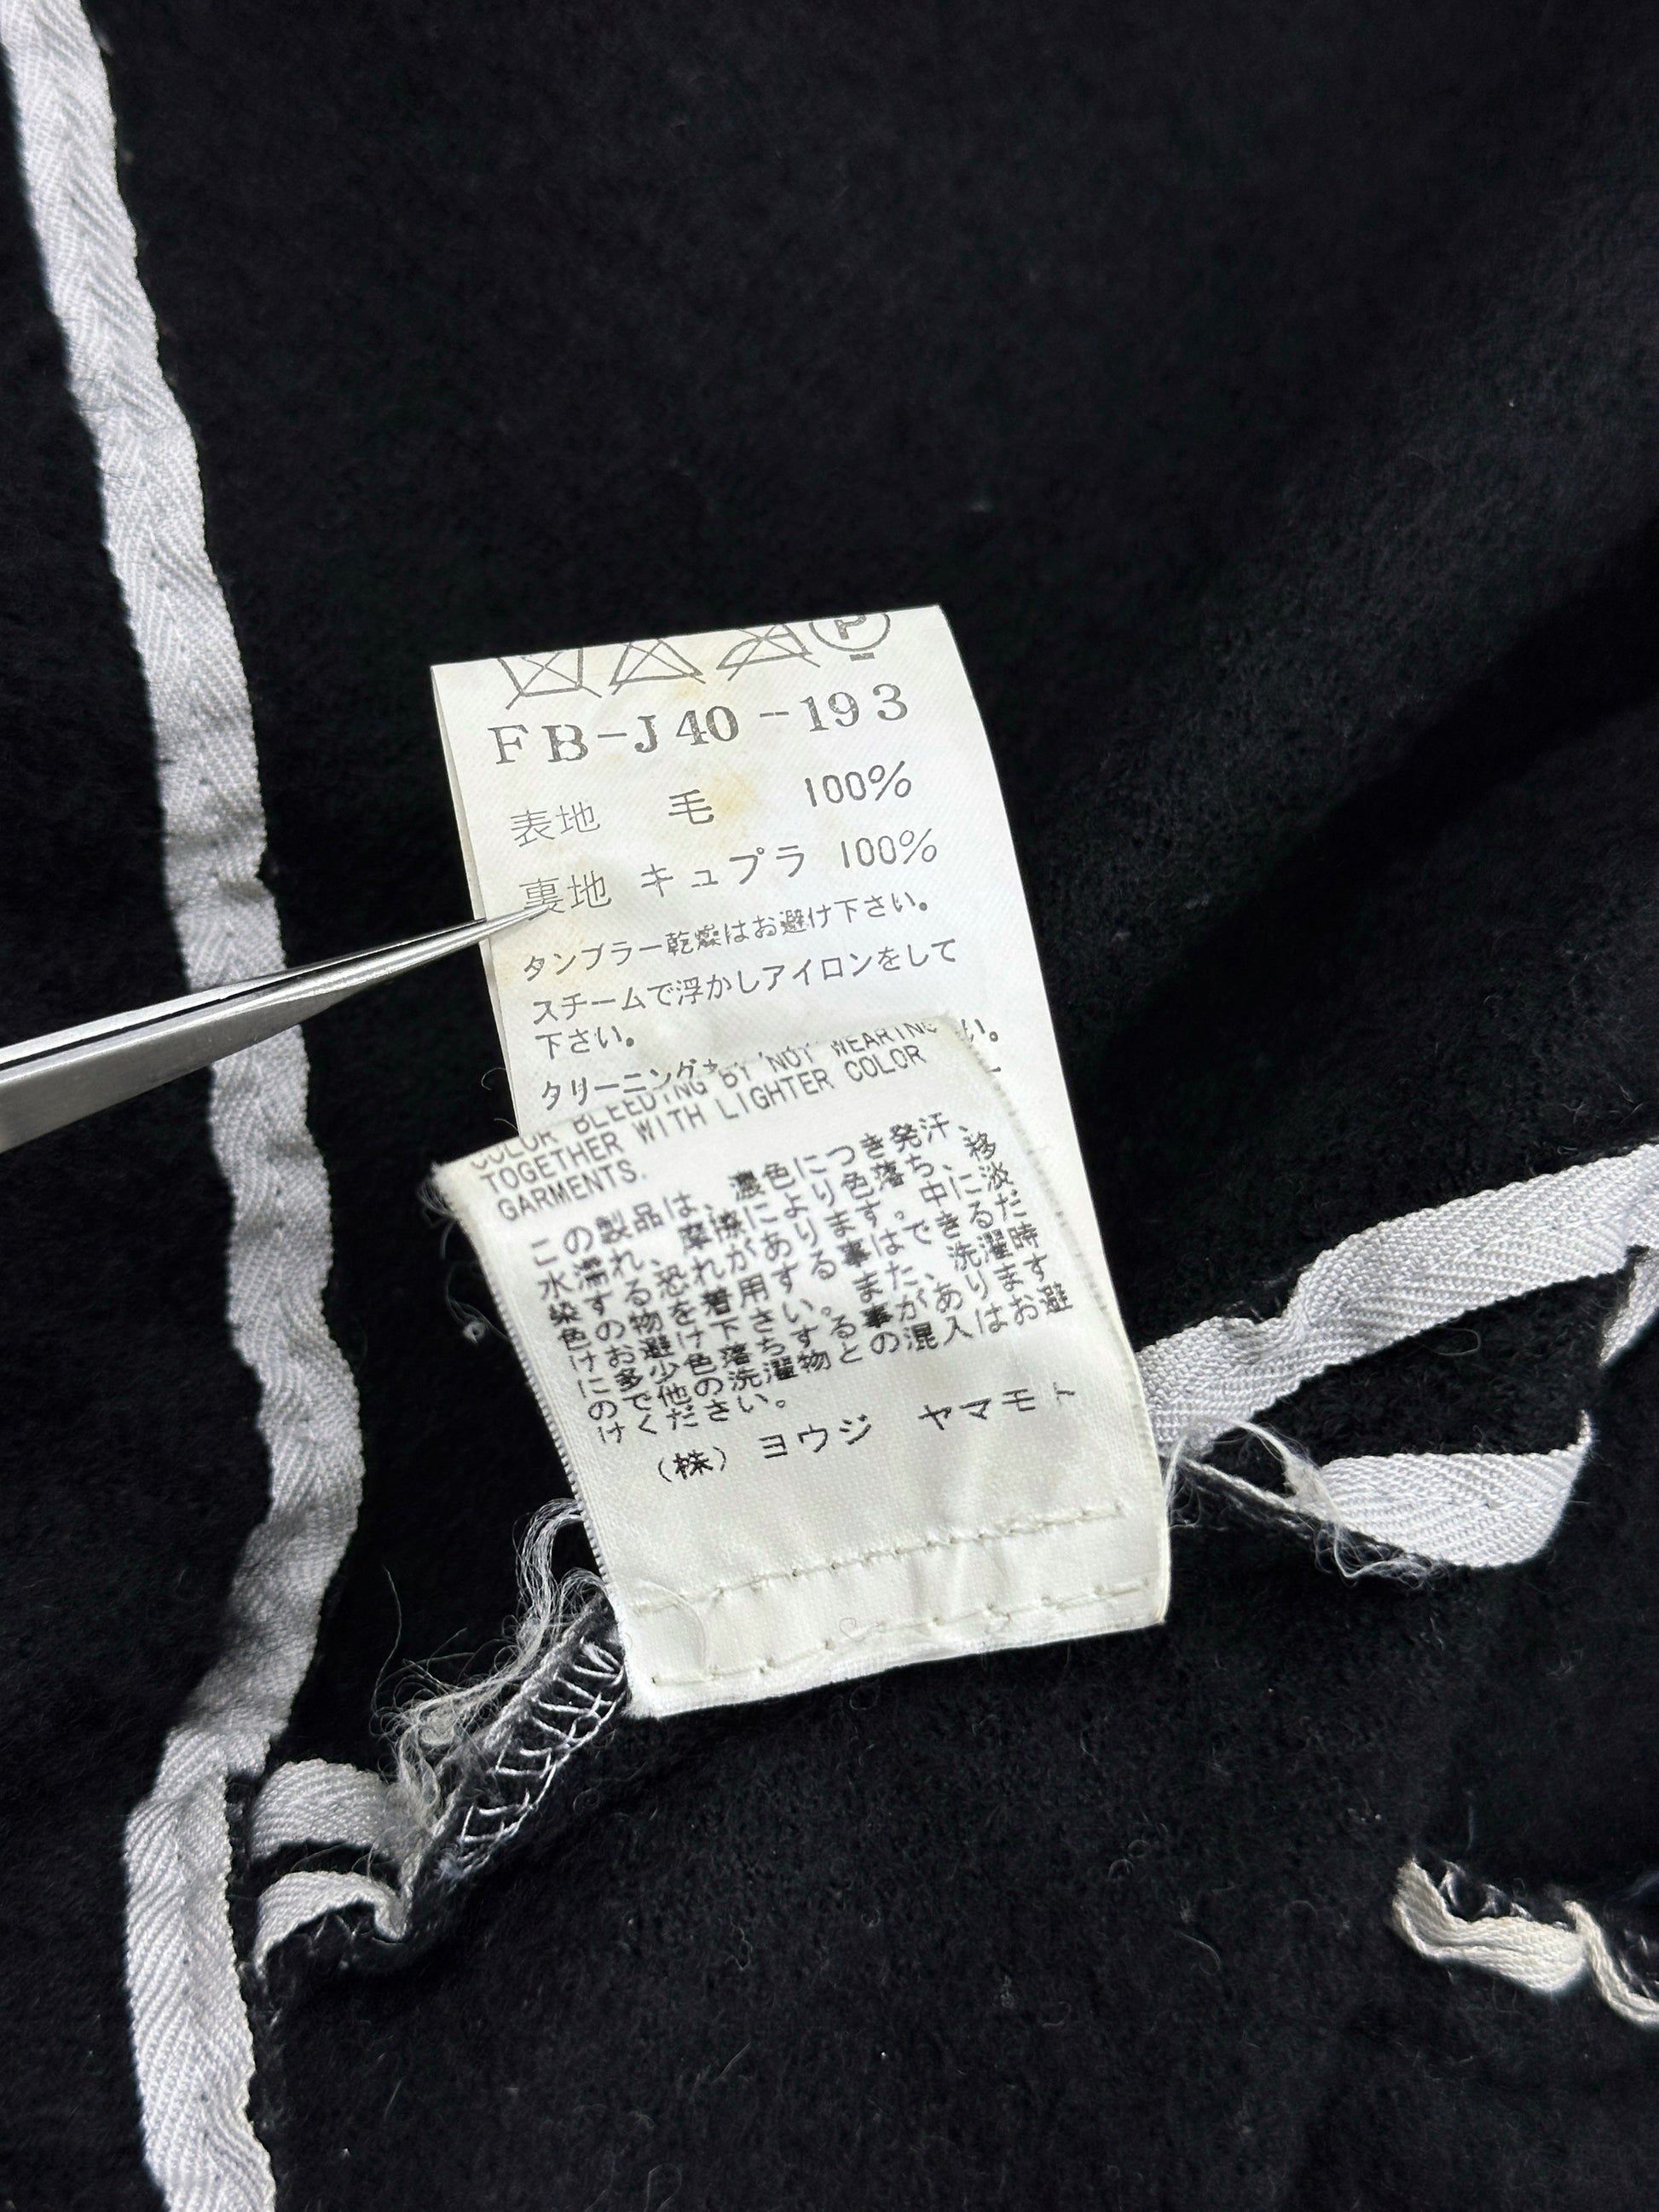 P
FB-J40-193
表地 毛 100%
裏地 キュプラ 100%
タンブラー乾燥はお避け下さい。
スチームで浮かしアイロンをして
下さい。
クリーニング い。
COLOR BLEEDING BY NOT WEARING
TOGETHER WITH LIGHTER COLOR
GARMENTS.
この製品は、濃色につき発汗、
水濡れ、摩擦により色落ち、移
染する恐れがあります。中に淡
色の物を着用する事はできるだ
けお避け下さい。また、洗濯時
に多少色落ちする事がありますので
他の洗濯物との混入はお避
けください。
(株) ヨウジ ヤマモト